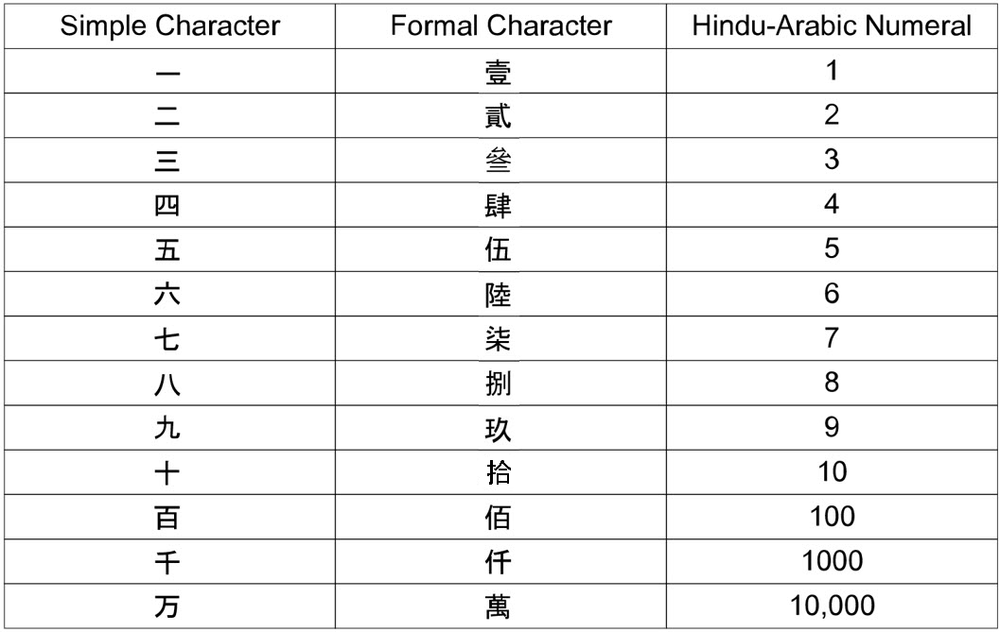 Simple Character Formal Character Hindu-Arabic Numeral
一 壹 1
二 貳 2
三 叄 3
四 肆 4
五 伍 5
六 陸 6
七 柒 7
八 捌 8
九 玖 9
十 拾 10
百 佰 100
千 仟 1000
万 萬 10,000